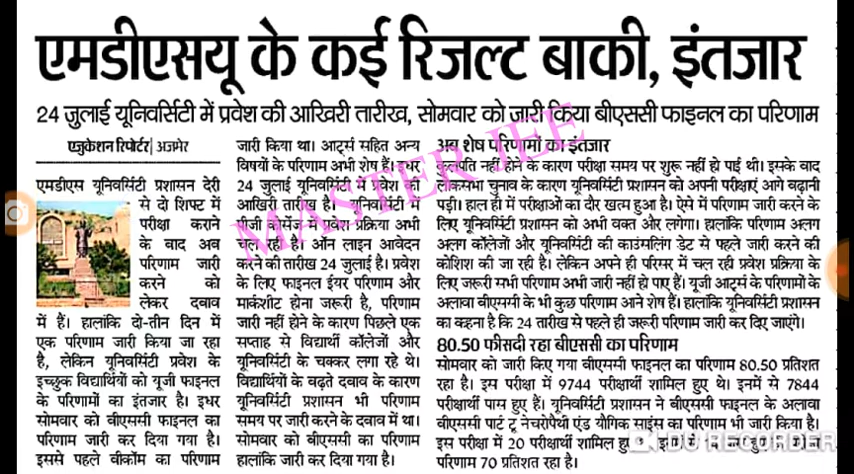 एमडीएसयू के कई रिजल्ट बाकी, इंतजार
24 जुलाई यूनिवर्सिटी में प्रवेश की आखिरी तारीख, सोमवार को जारी किया बीएससी फाइनल का परिणाम
एजुकेशन रिपोर्टर| अजमेर
एमडीएस यूनिवर्सिटी प्रशासन देरी
से दो शिफ्ट में
परीक्षा कराने
के बाद अब
परिणाम जारी
करने को
लेकर दवाव
में हैं। हालांकि दो-तीन दिन में
एक परिणाम जारी किया जा रहा
है, लेकिन यूनिवर्सिटी प्रवेश के
इच्छुक विद्यार्थियों को यूजी फाइनल
के परिणामों का इंतजार है। इधर
सोमवार को बीएससी फाइनल का
परिणाम जारी कर दिया गया है।
इससे पहले वीकॉम का परिणाम
जारी किया था। आर्ट्स सहित अन्य
विषयों के परिणाम अभी शेष हैं। इधर
24 जुलाई यूनिवर्सिटी में प्रवेश की
आखिरी तारीख है। यूनिवर्सिटी में
पीजी कोर्सेज में प्रवेश प्रक्रिया अभी
चल रही है। ऑन लाइन आवेदन
करने की तारीख 24 जुलाई है। प्रवेश
के लिए फाइनल ईयर परिणाम और
मार्कशीट होना जरूरी है, परिणाम
जारी नहीं होने के कारण पिछले एक
सप्ताह से विद्यार्थी कॉलेजों और
यूनिवर्सिटी के चक्कर लगा रहे थे।
विद्यार्थियों के बढ़ते दवाव के कारण
यूनिवर्सिटी प्रशासन भी परिणाम
समय पर जारी करने के दवाव में था।
सोमवार को बीएससी का परिणाम
हालांकि जारी कर दिया गया है।
अब शेष परिणामों का इंतजार
कुलपति नहीं होने के कारण परीक्षा समय पर शुरू नहीं हो पाई थी। इसके वाद
लोकसभा चुनाव के कारण यूनिवर्सिटी प्रशासन को अपनी परीक्षाएं आगे बढ़ानी
पड़ी। हाल ही में परीक्षाओं का दौर खत्म हुआ है। ऐसे में परिणाम जारी करने के
लिए यूनिवर्सिटी प्रशासन को अभी वक्त और लगेगा। हालांकि परिणाम अलग
अलग कॉलेजों और यूनिवर्सिटी की काउंसलिंग डेट से पहले जारी करने की
कोशिश की जा रही है। लेकिन अपने ही परिसर में चल रही प्रवेश प्रक्रिया के
लिए जरूरी सभी परिणाम अभी जारी नहीं हो पाए हैं। यूजी आर्ट्स के परिणामों के
अलावा बीएससी के भी कुछ परिणाम आने शेष हैं। हालांकि यूनिवर्सिटी प्रशासन
का कहना है कि 24 तारीख से पहले ही जरूरी परिणाम जारी कर दिए जाएंगे।
80.50 फीसदी रहा बीएससी का परिणाम
सोमवार को जारी किए गया वीएससी फाइनल का परिणाम 80.50 प्रतिशत
रहा है। इस परीक्षा में 9744 परीक्षार्थी शामिल हुए थे। इनमें से 7844
परीक्षार्थी पास हुए हैं। यूनिवर्सिटी प्रशासन ने बीएससी फाइनल के अलावा
बीएससी पार्ट टू नेचरोपैथी एंड यौगिक साइंस का परिणाम भी जारी किया है।
इस परीक्षा में 20 परीक्षार्थी शामिल हुए
परिणाम 70 प्रतिशत रहा है।
MASTER JEE
DU RECORDER